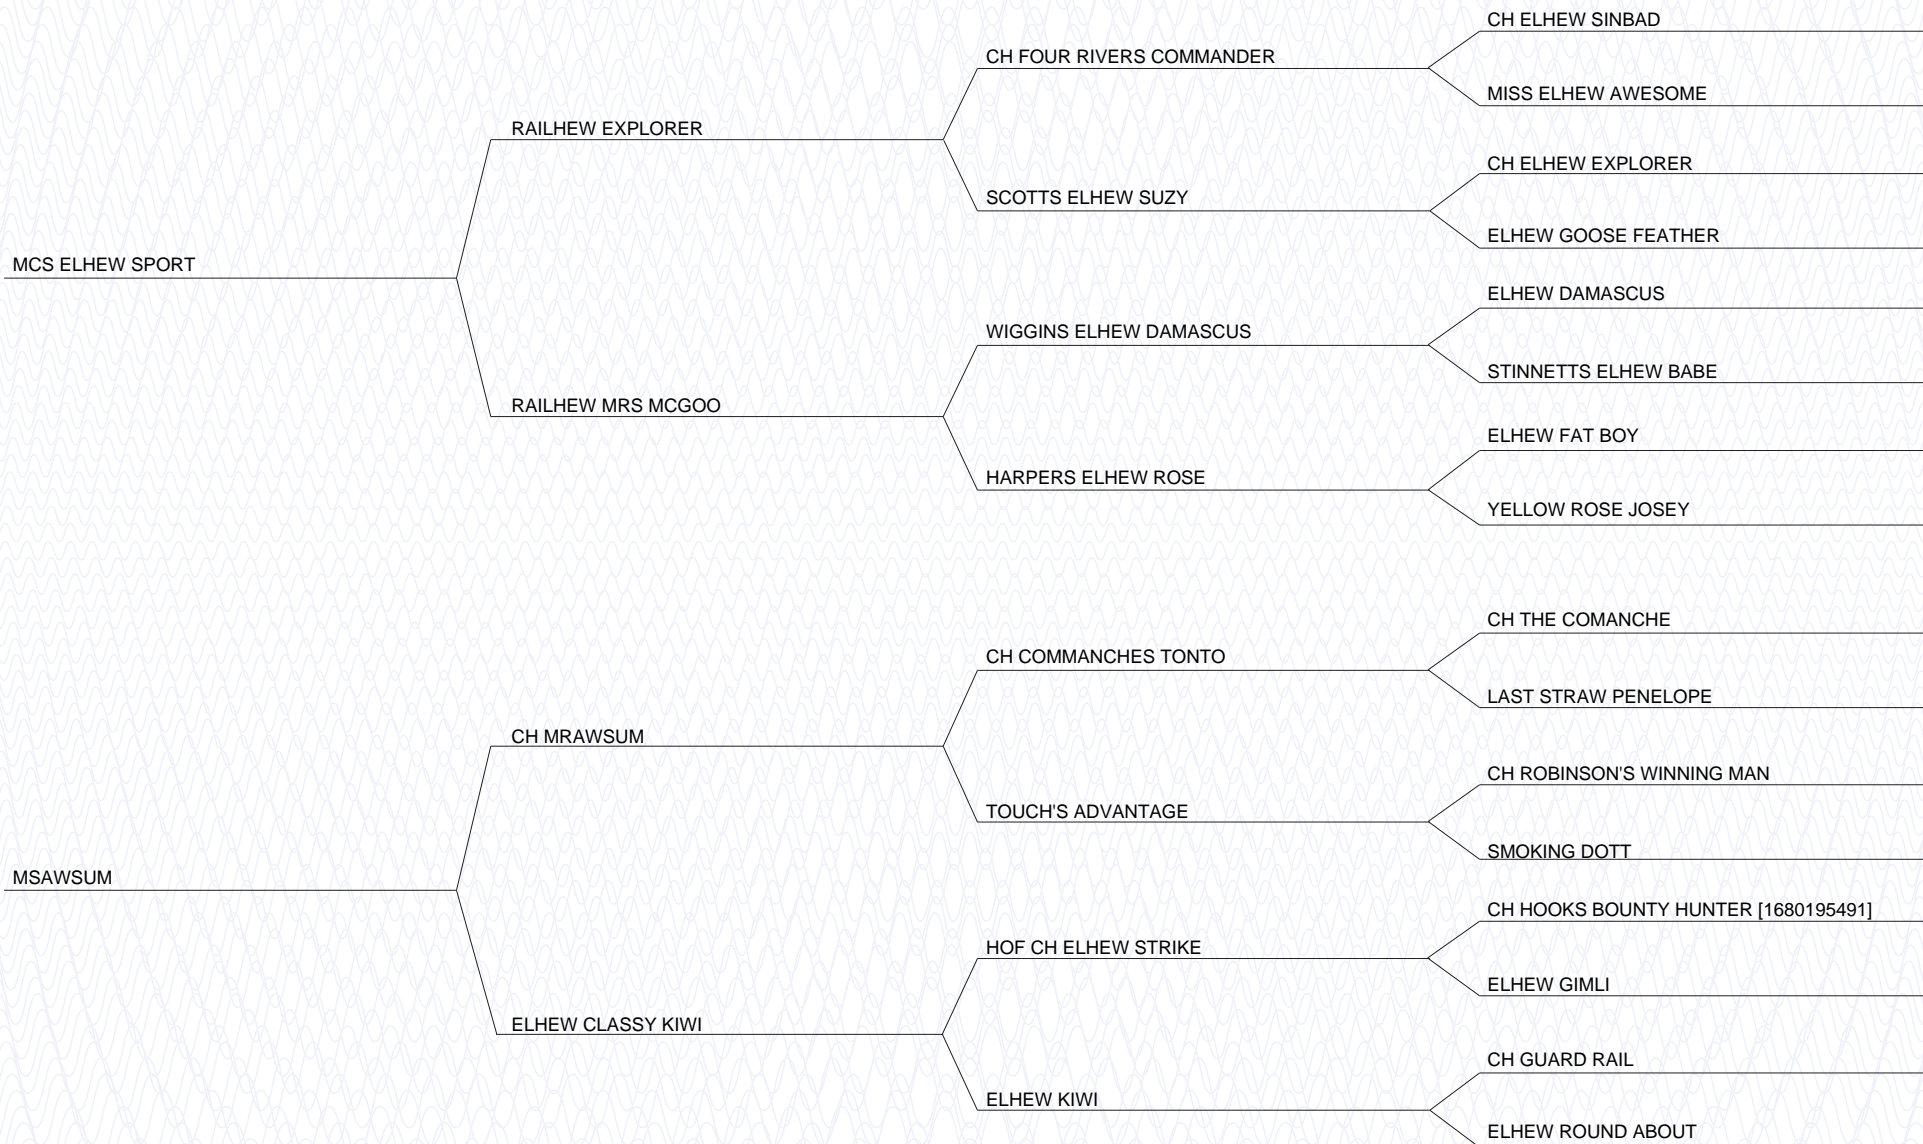 CH ELHEW SINBAD
CH FOUR RIVERS COMMANDER
MISS ELHEW AWESOME
RAILHEW EXPLORER
CH ELHEW EXPLORER
SCOTTS ELHEW SUZY
ELHEW GOOSE FEATHER
MCS ELHEW SPORT
ELHEW DAMASCUS
WIGGINS ELHEW DAMASCUS
STINNETTS ELHEW BABE
RAILHEW MRS MCGOO
ELHEW FAT BOY
HARPERS ELHEW ROSE
YELLOW ROSE JOSEY
CH THE COMANCHE
CH COMMANCHES TONTO
LAST STRAW PENELOPE
CH MRAWSUM
CH ROBINSON'S WINNING MAN
TOUCH'S ADVANTAGE
SMOKING DOTT
MSAWSUM
CH HOOKS BOUNTY HUNTER [1680195491]
HOF CH ELHEW STRIKE
ELHEW GIMLI
ELHEW CLASSY KIWI
CH GUARD RAIL
ELHEW KIWI
ELHEW ROUND ABOUT